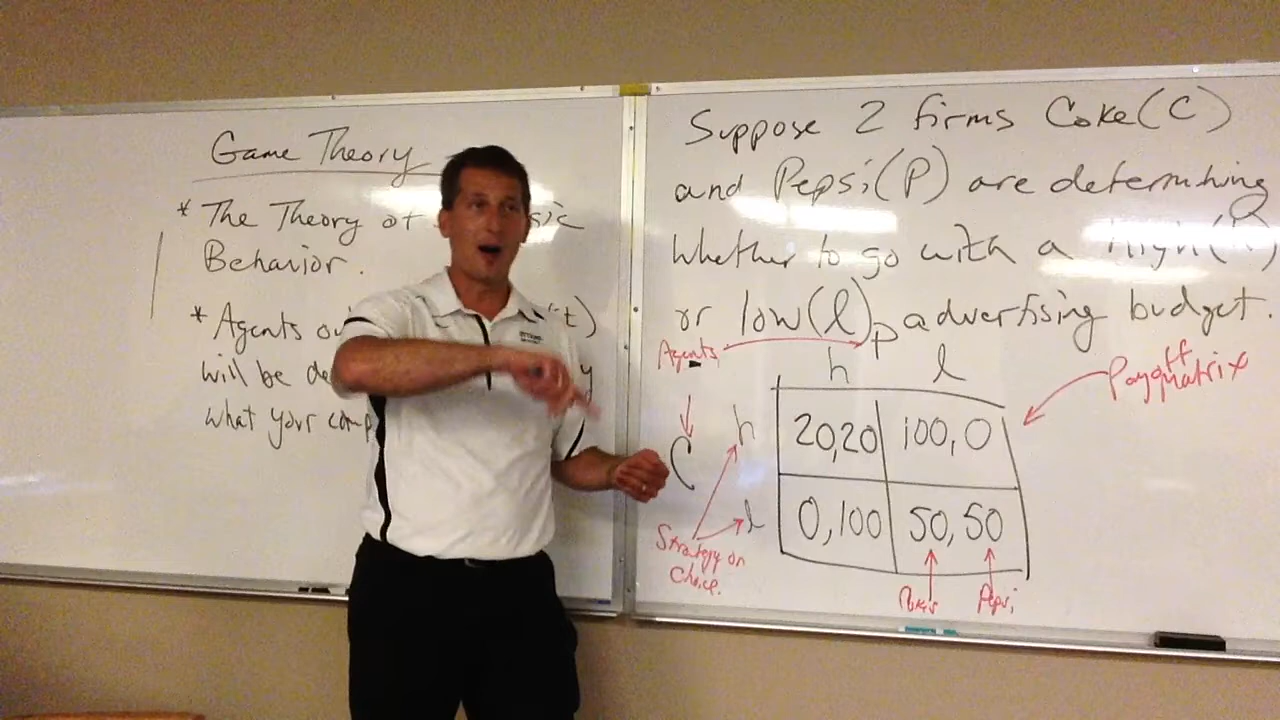 Game Theory
* The Theory of sic
Behavior.
* Agents ou t)
will be de y
what your comp
Suppose 2 firms Coke(C)
and Pepsi(P) are determining
whether to go with a High(h)
or low(l) advertising budget.
Agents
P
Payoff
matrix
h l
C
h 20,20 100,0
l 0,100 50,50
Strategy or
Choice.
Pepsi